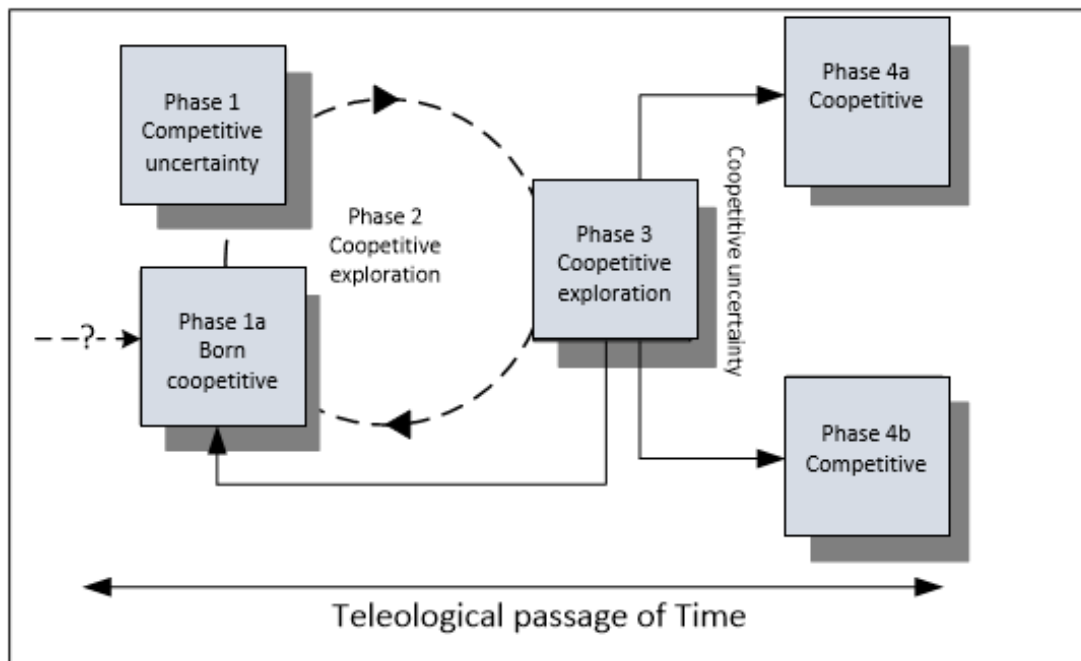 Phase 1
Competitive
uncertainty
Phase 2
Coopetitive
exploration
Phase 1a
Born
coopetitive
?
Phase 3
Coopetitive
exploration
Coopetitive uncertainty
Phase 4a
Coopetitive
Phase 4b
Competitive
Teleological passage of Time